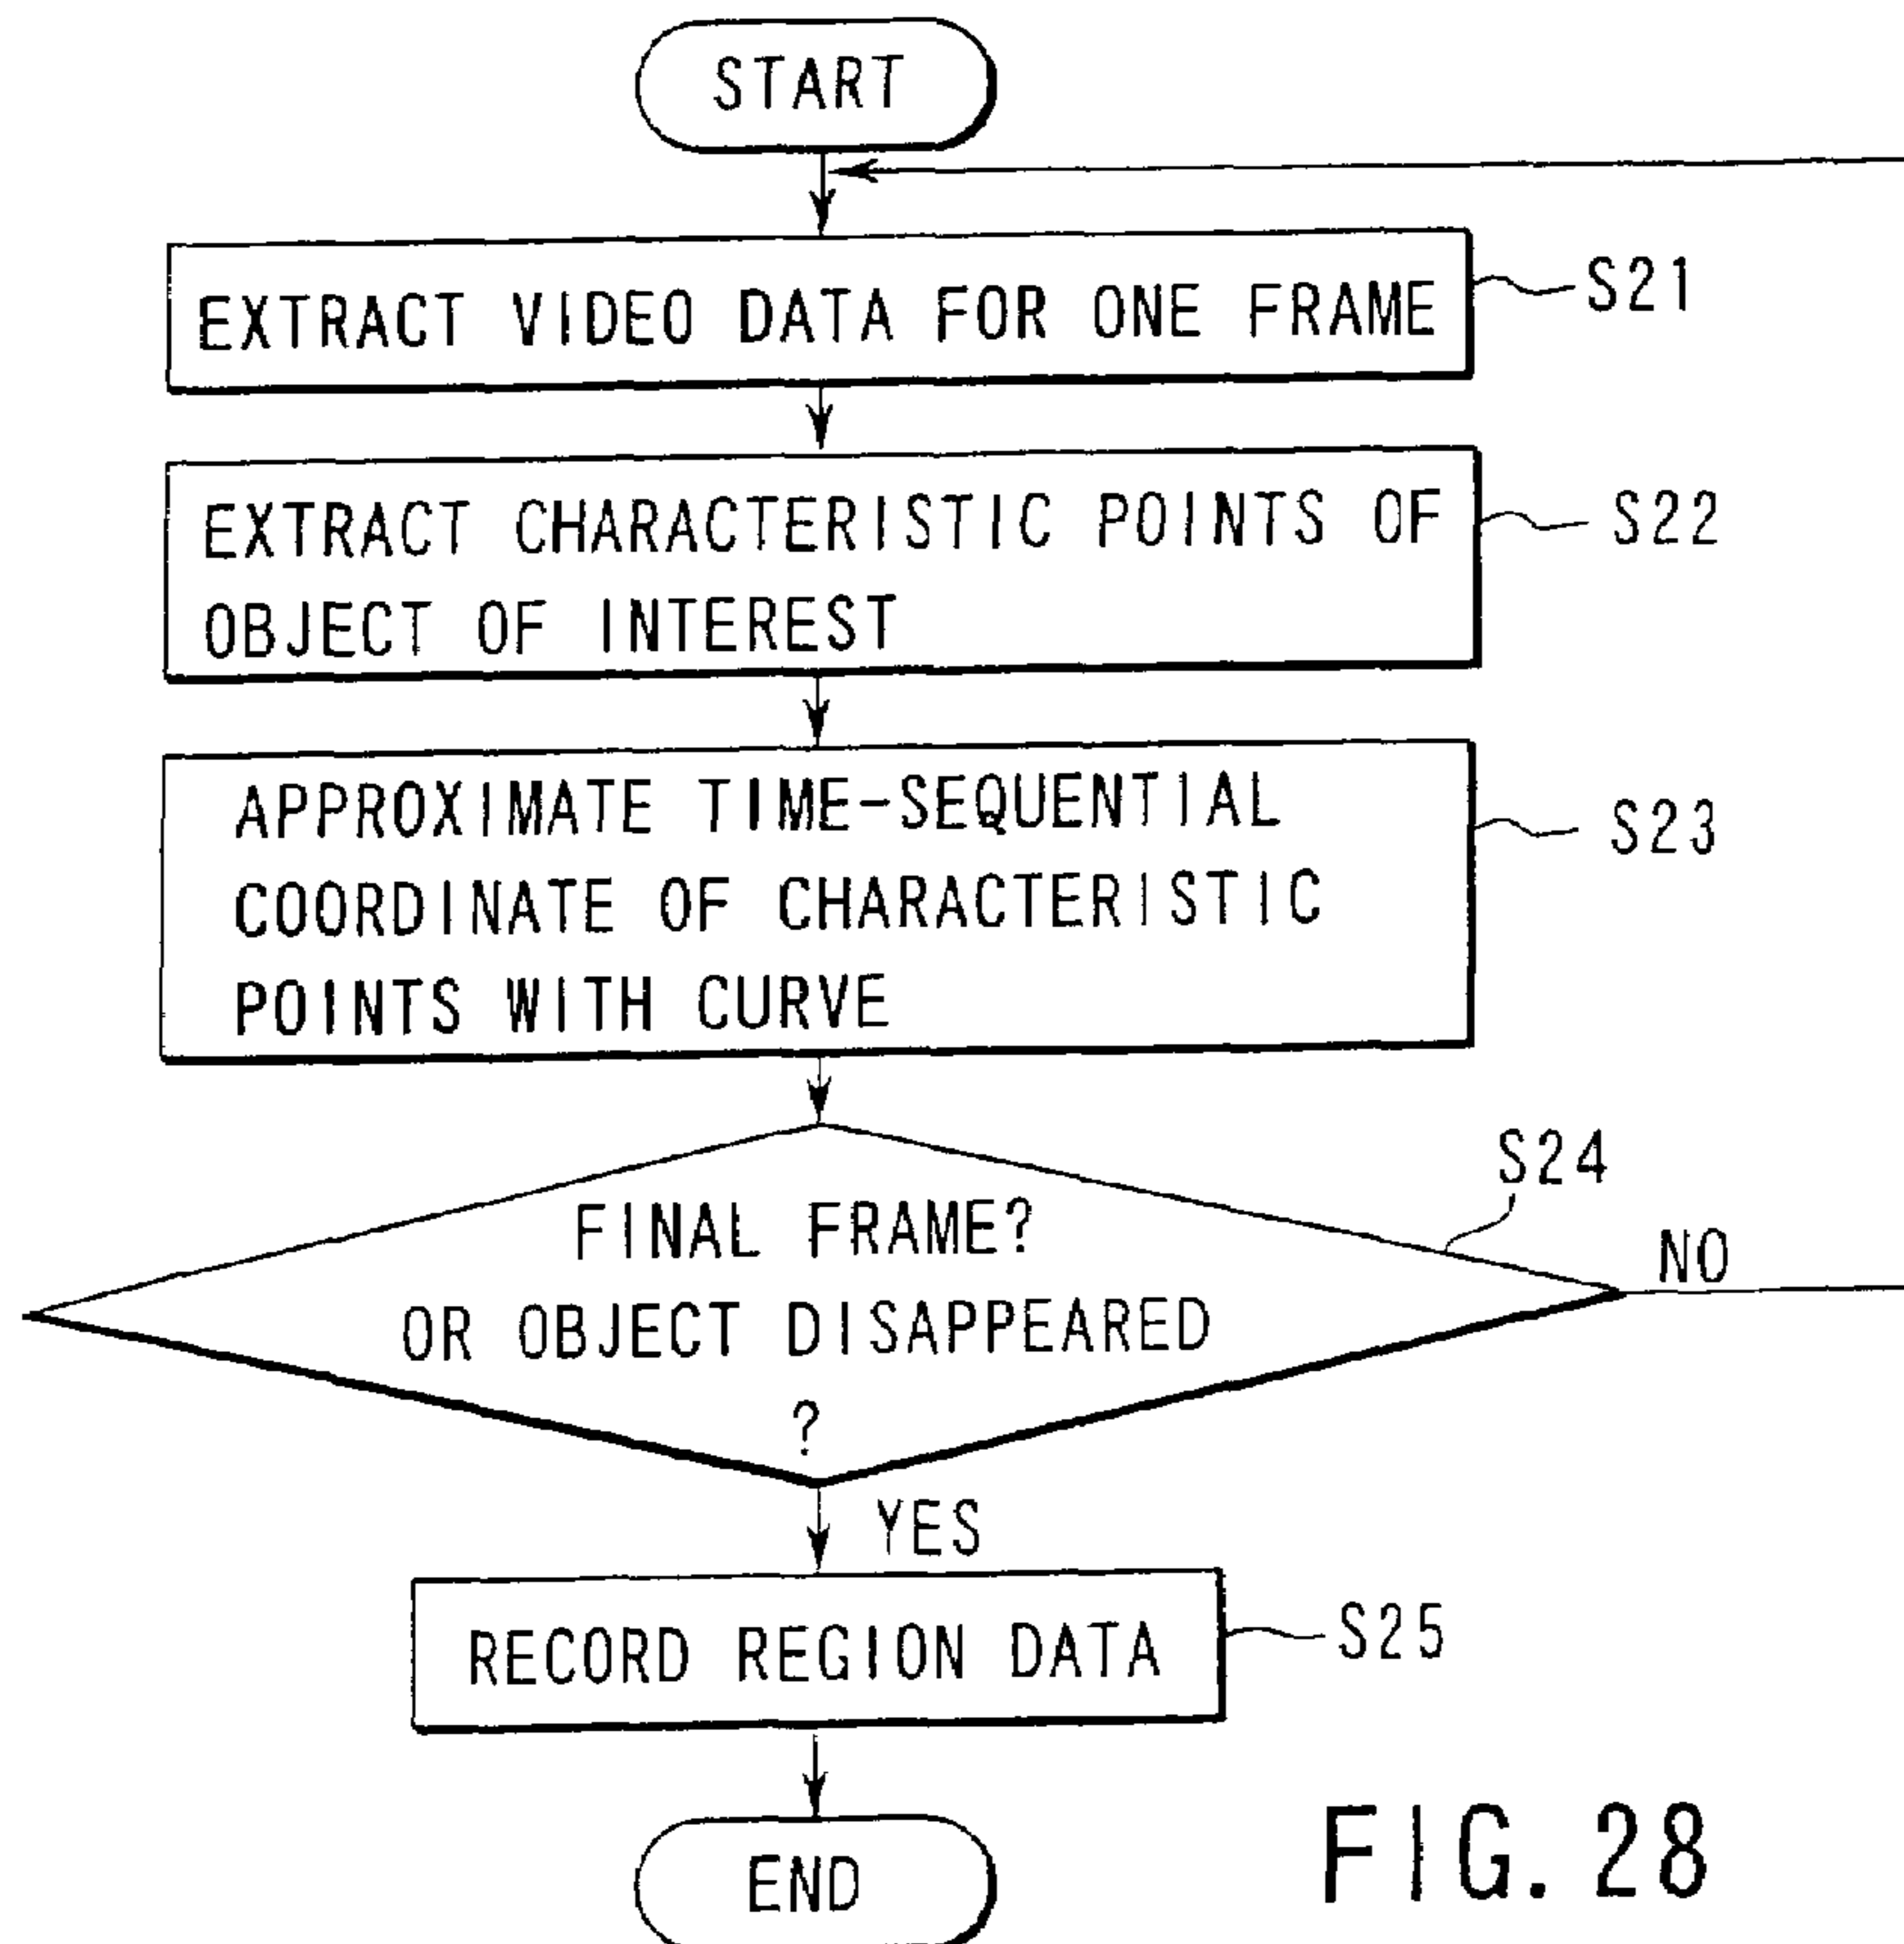 START
EXTRACT VIDEO DATA FOR ONE FRAME
S21
EXTRACT CHARACTERISTIC POINTS OF
OBJECT OF INTEREST
S22
APPROXIMATE TIME-SEQUENTIAL
COORDINATE OF CHARACTERISTIC
POINTS WITH CURVE
S23
S24
FINAL FRAME?
OR OBJECT DISAPPEARED
?
NO
YES
RECORD REGION DATA
S25
END
FIG. 28